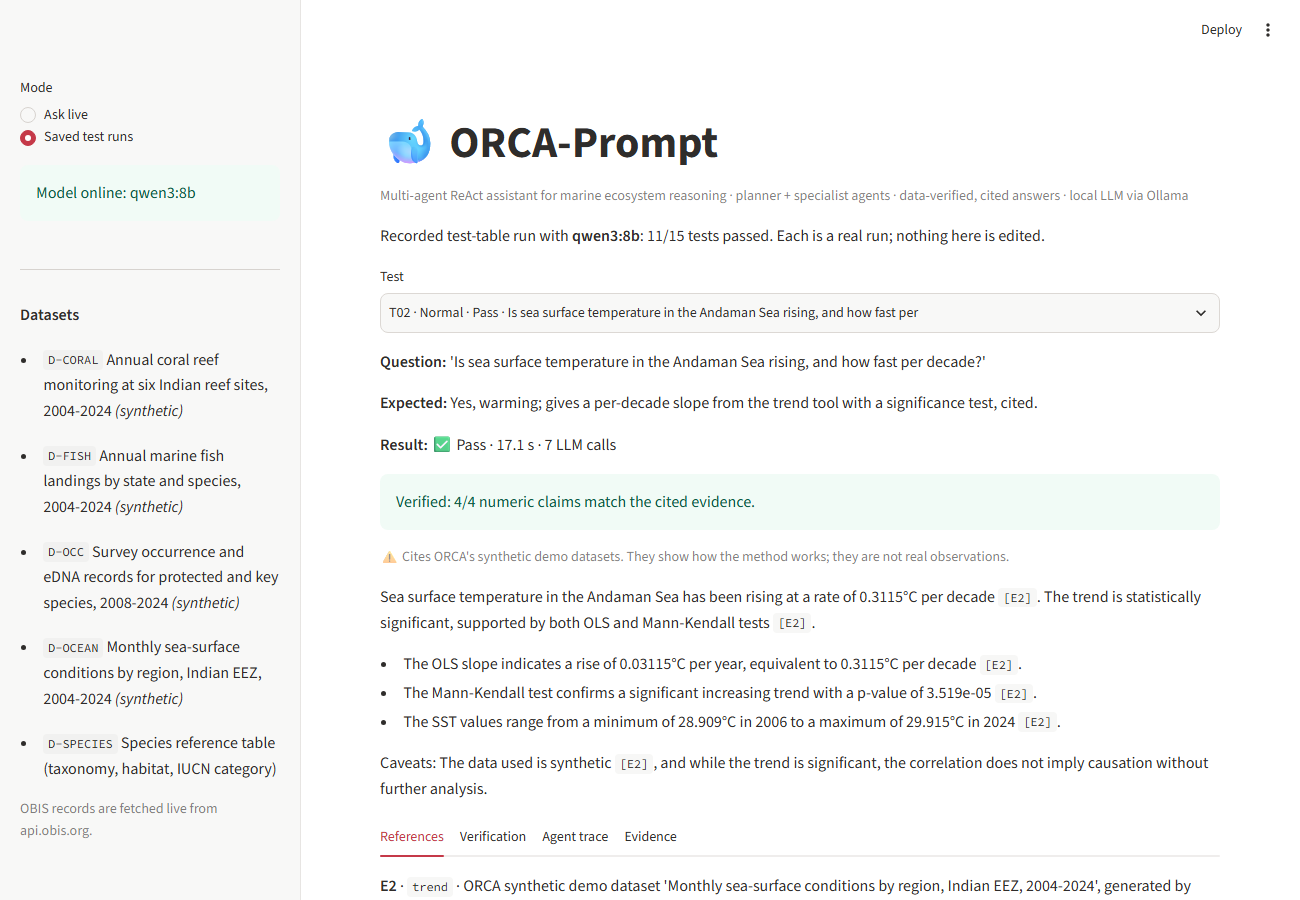 Deploy
Mode
Ask live
Saved test runs
Model online: qwen3:8b
Datasets
D-CORAL Annual coral reef
monitoring at six Indian reef sites,
2004-2024 (synthetic)
D-FISH Annual marine fish
landings by state and species,
2004-2024 (synthetic)
D-OCC Survey occurrence and
eDNA records for protected and key
species, 2008-2024 (synthetic)
D-OCEAN Monthly sea-surface
conditions by region, Indian EEZ,
2004-2024 (synthetic)
D-SPECIES Species reference table
(taxonomy, habitat, IUCN category)
OBIS records are fetched live from
api.obis.org.
ORCA-Prompt
Multi-agent ReAct assistant for marine ecosystem reasoning · planner + specialist agents · data-verified, cited answers · local LLM via Ollama
Recorded test-table run with qwen3:8b: 11/15 tests passed. Each is a real run; nothing here is edited.
Test
T02 · Normal · Pass · Is sea surface temperature in the Andaman Sea rising, and how fast per
Question: 'Is sea surface temperature in the Andaman Sea rising, and how fast per decade?'
Expected: Yes, warming; gives a per-decade slope from the trend tool with a significance test, cited.
Result: ✅ Pass · 17.1 s · 7 LLM calls
Verified: 4/4 numeric claims match the cited evidence.
⚠️ Cites ORCA's synthetic demo datasets. They show how the method works; they are not real observations.
Sea surface temperature in the Andaman Sea has been rising at a rate of 0.3115°C per decade [E2] . The trend is statistically
significant, supported by both OLS and Mann-Kendall tests [E2] .
The OLS slope indicates a rise of 0.03115°C per year, equivalent to 0.3115°C per decade [E2] .
The Mann-Kendall test confirms a significant increasing trend with a p-value of 3.519e-05 [E2] .
The SST values range from a minimum of 28.909°C in 2006 to a maximum of 29.915°C in 2024 [E2] .
Caveats: The data used is synthetic [E2] , and while the trend is significant, the correlation does not imply causation without
further analysis.
References Verification Agent trace Evidence
E2 · trend · ORCA synthetic demo dataset 'Monthly sea-surface conditions by region, Indian EEZ, 2004-2024', generated by